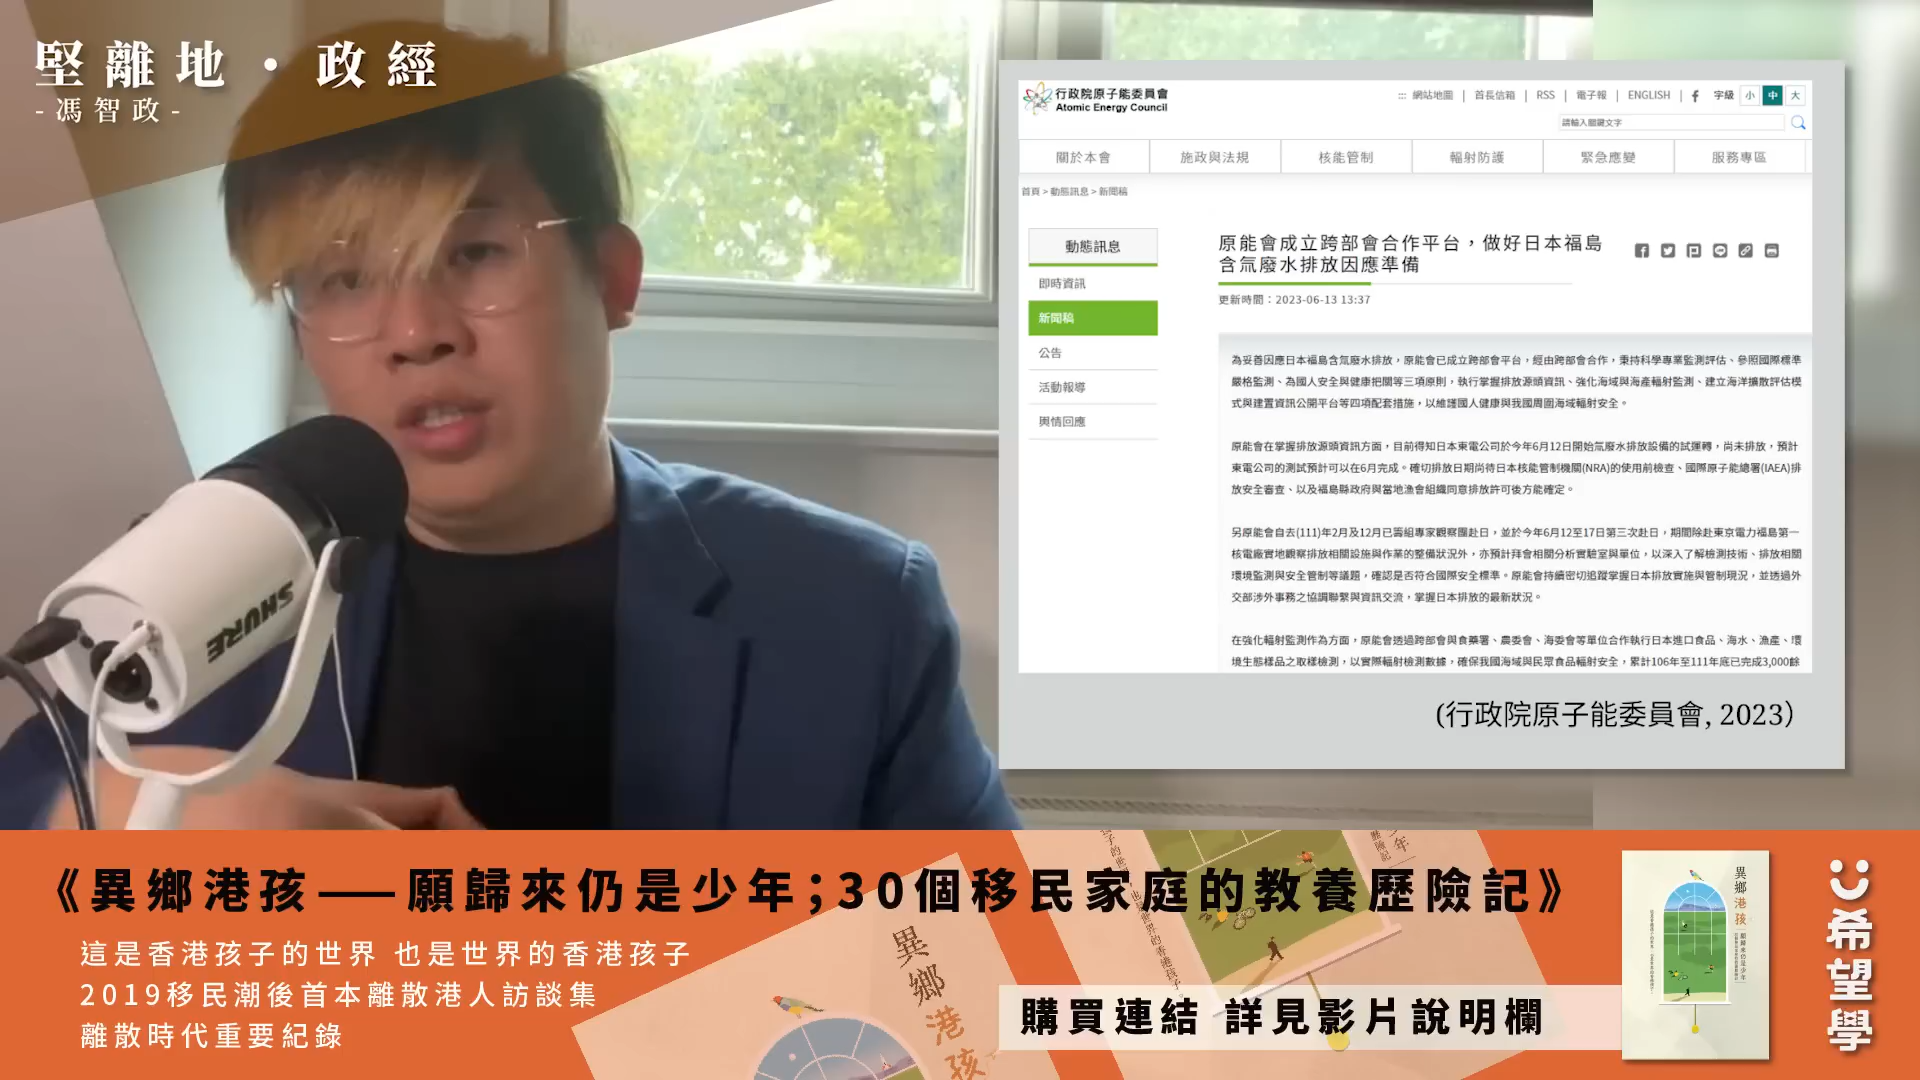 堅離地・政經
-馮智政-
行政院原子能委員會
Atomic Energy Council
::: 網站地圖 | 首長信箱 | RSS | 電子報 | ENGLISH | 字級 小 中 大
請輸入關鍵文字
關於本會 施政與法規 核能管制 輻射防護 緊急應變 服務專區
首頁 > 動態訊息 > 新聞稿
動態訊息
即時資訊
新聞稿
公告
活動報導
輿情回應
原能會成立跨部會合作平台，做好日本福島
含氚廢水排放因應準備
更新時間：2023-06-13 13:37
為妥善因應日本福島含氚廢水排放，原能會已成立跨部會平台，經由跨部會合作，秉持科學專業監測評估、參照國際標準
嚴格監測、為國人安全與健康把關等三項原則，執行掌握排放源頭資訊、強化海域與海產輻射監測、建立海洋擴散評估模
式與建置資訊公開平台等四項配套措施，以維護國人健康與我國周圍海域輻射安全。
原能會在掌握排放源頭資訊方面，目前得知日本東電公司於今年6月12日開始氚廢水排放設備的試運轉，尚未排放，預計
東電公司的測試預計可以在6月完成。確切排放日期尚待日本核能管制機關(NRA)的使用前檢查、國際原子能總署(IAEA)排
放安全審查、以及福島縣政府與當地漁會組織同意排放許可後方能確定。
另原能會自去(111)年2月及12月已籌組專家觀察團赴日，並於今年6月12至17日第三次赴日，期間除赴東京電力福島第一
核電廠實地觀察排放相關設施與作業的整備狀況外，亦預計拜會相關分析實驗室與單位，以深入了解檢測技術、排放相關
環境監測與安全管制等議題，確認是否符合國際安全標準。原能會持續密切追蹤掌握日本排放實施與管制現況，並透過外
交部涉外事務之協調聯繫與資訊交流，掌握日本排放的最新狀況。
在強化輻射監測作為方面，原能會透過跨部會與食藥署、農委會、海委會等單位合作執行日本進口食品、海水、漁產、環
境生態樣品之取樣檢測，以實際輻射檢測數據，確保我國海域與民眾食品輻射安全，累計106年至111年底已完成3,000餘
(行政院原子能委員會, 2023）
SHURE
《異鄉港孩——願歸來仍是少年；30個移民家庭的教養歷險記》
這是香港孩子的世界 也是世界的香港孩子
2019移民潮後首本離散港人訪談集
離散時代重要紀錄
購買連結 詳見影片說明欄
異鄉港孩
異鄉港孩
希望學